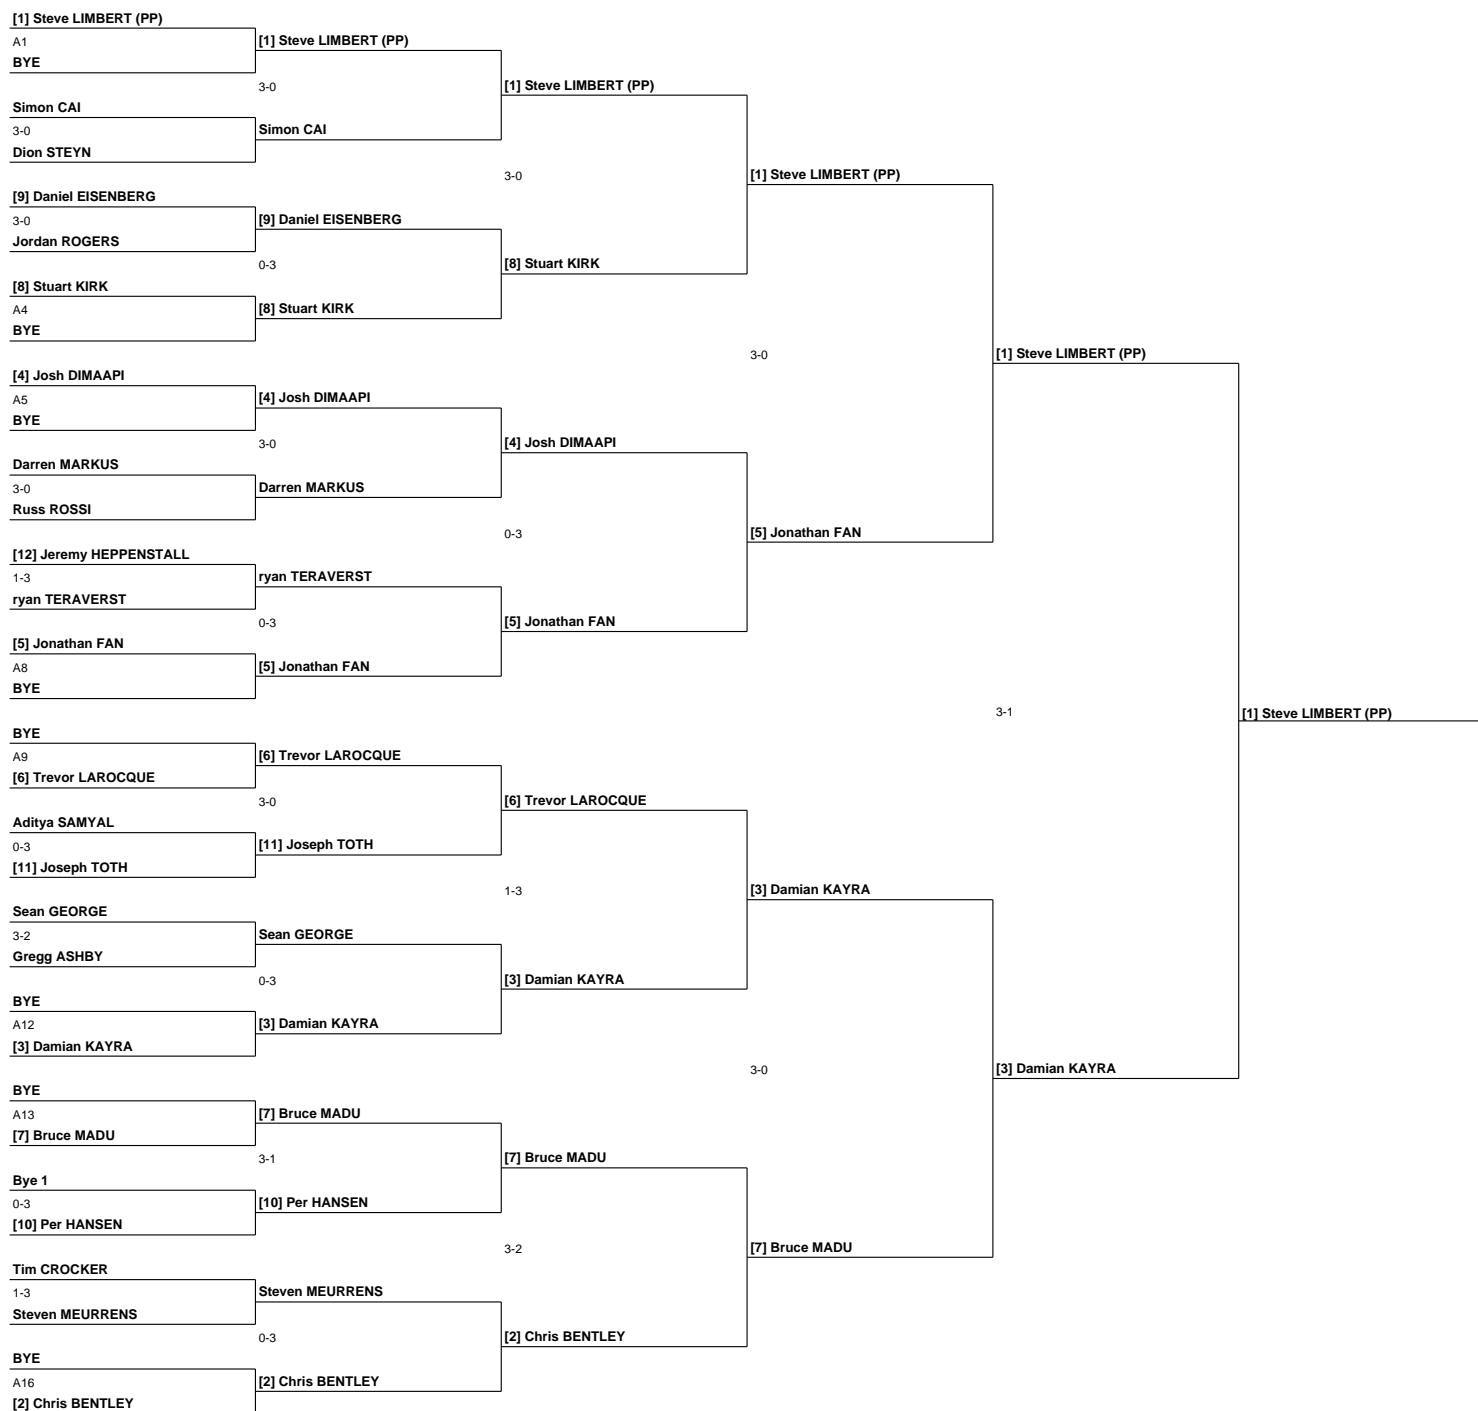 [1] Steve LIMBERT (PP)
A1
BYE
Simon CAI
3-0
Dion STEYN
[9] Daniel EISENBERG
3-0
Jordan ROGERS
[8] Stuart KIRK
A4
BYE
[4] Josh DIMAAPI
A5
BYE
Darren MARKUS
3-0
Russ ROSSI
[12] Jeremy HEPPENSTALL
1-3
ryan TERAVERST
[5] Jonathan FAN
A8
BYE
BYE
A9
[6] Trevor LAROCQUE
Aditya SAMYAL
0-3
[11] Joseph TOTH
Sean GEORGE
3-2
Gregg ASHBY
BYE
A12
[3] Damian KAYRA
BYE
A13
[7] Bruce MADU
Bye 1
0-3
[10] Per HANSEN
Tim CROCKER
1-3
Steven MEURRENS
BYE
A16
[2] Chris BENTLEY
[1] Steve LIMBERT (PP)
3-0
Simon CAI
[9] Daniel EISENBERG
0-3
[8] Stuart KIRK
[4] Josh DIMAAPI
3-0
Darren MARKUS
ryan TERAVERST
0-3
[5] Jonathan FAN
[6] Trevor LAROCQUE
3-0
[11] Joseph TOTH
Sean GEORGE
0-3
[3] Damian KAYRA
[7] Bruce MADU
3-1
[10] Per HANSEN
Steven MEURRENS
0-3
[2] Chris BENTLEY
[1] Steve LIMBERT (PP)
3-0
[8] Stuart KIRK
[4] Josh DIMAAPI
0-3
[5] Jonathan FAN
[6] Trevor LAROCQUE
1-3
[3] Damian KAYRA
[7] Bruce MADU
3-2
[2] Chris BENTLEY
[1] Steve LIMBERT (PP)
3-0
[5] Jonathan FAN
[3] Damian KAYRA
3-0
[7] Bruce MADU
[1] Steve LIMBERT (PP)
3-1
[3] Damian KAYRA
[1] Steve LIMBERT (PP)